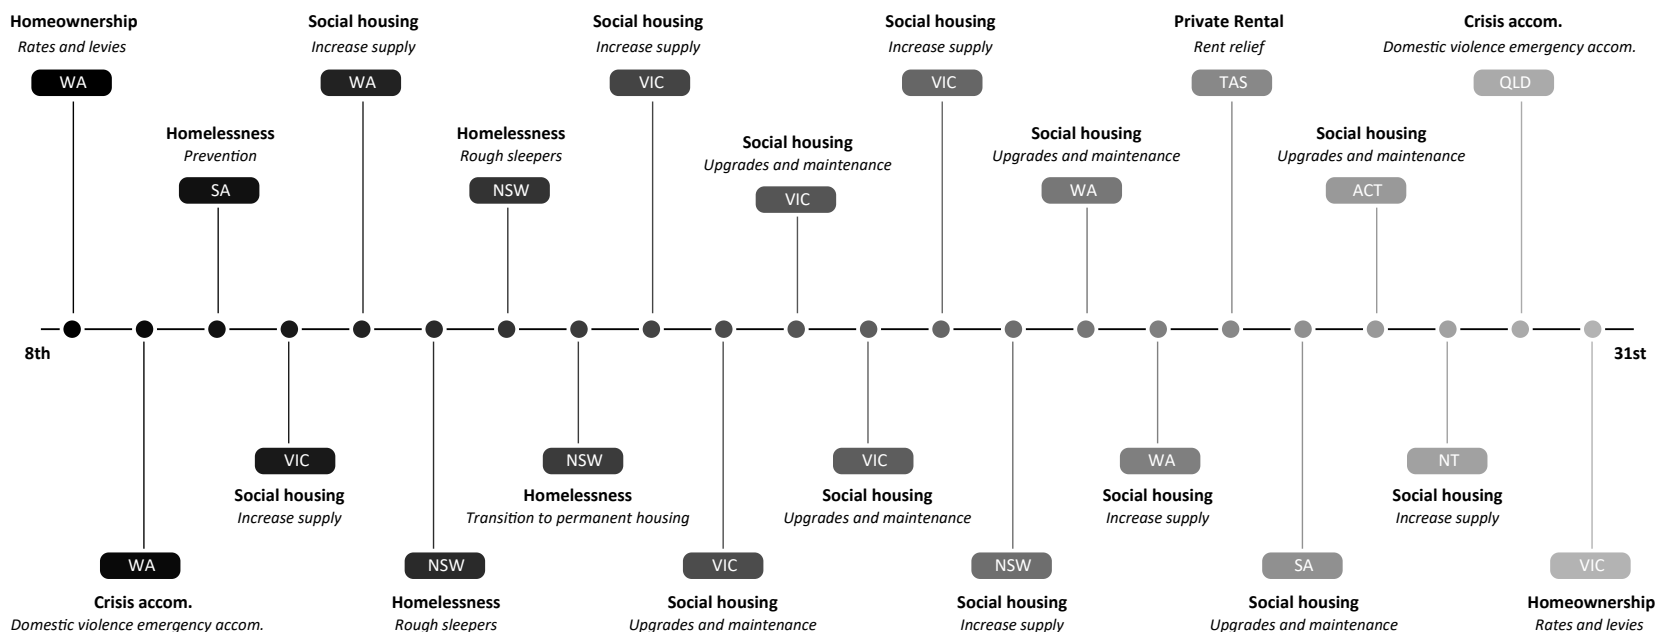 Homeownership
Rates and levies
WA
Social housing
Increase supply
WA
Social housing
Increase supply
VIC
Social housing
Increase supply
VIC
Private Rental
Rent relief
TAS
Crisis accom.
Domestic violence emergency accom.
QLD
Homelessness
Prevention
SA
Homelessness
Rough sleepers
NSW
Social housing
Upgrades and maintenance
VIC
Social housing
Upgrades and maintenance
WA
Social housing
Upgrades and maintenance
ACT
8th
31st
VIC
Social housing
Increase supply
NSW
Homelessness
Transition to permanent housing
VIC
Social housing
Upgrades and maintenance
WA
Social housing
Increase supply
NT
Social housing
Increase supply
WA
Crisis accom.
Domestic violence emergency accom.
NSW
Homelessness
Rough sleepers
VIC
Social housing
Upgrades and maintenance
NSW
Social housing
Increase supply
SA
Social housing
Upgrades and maintenance
VIC
Homeownership
Rates and levies